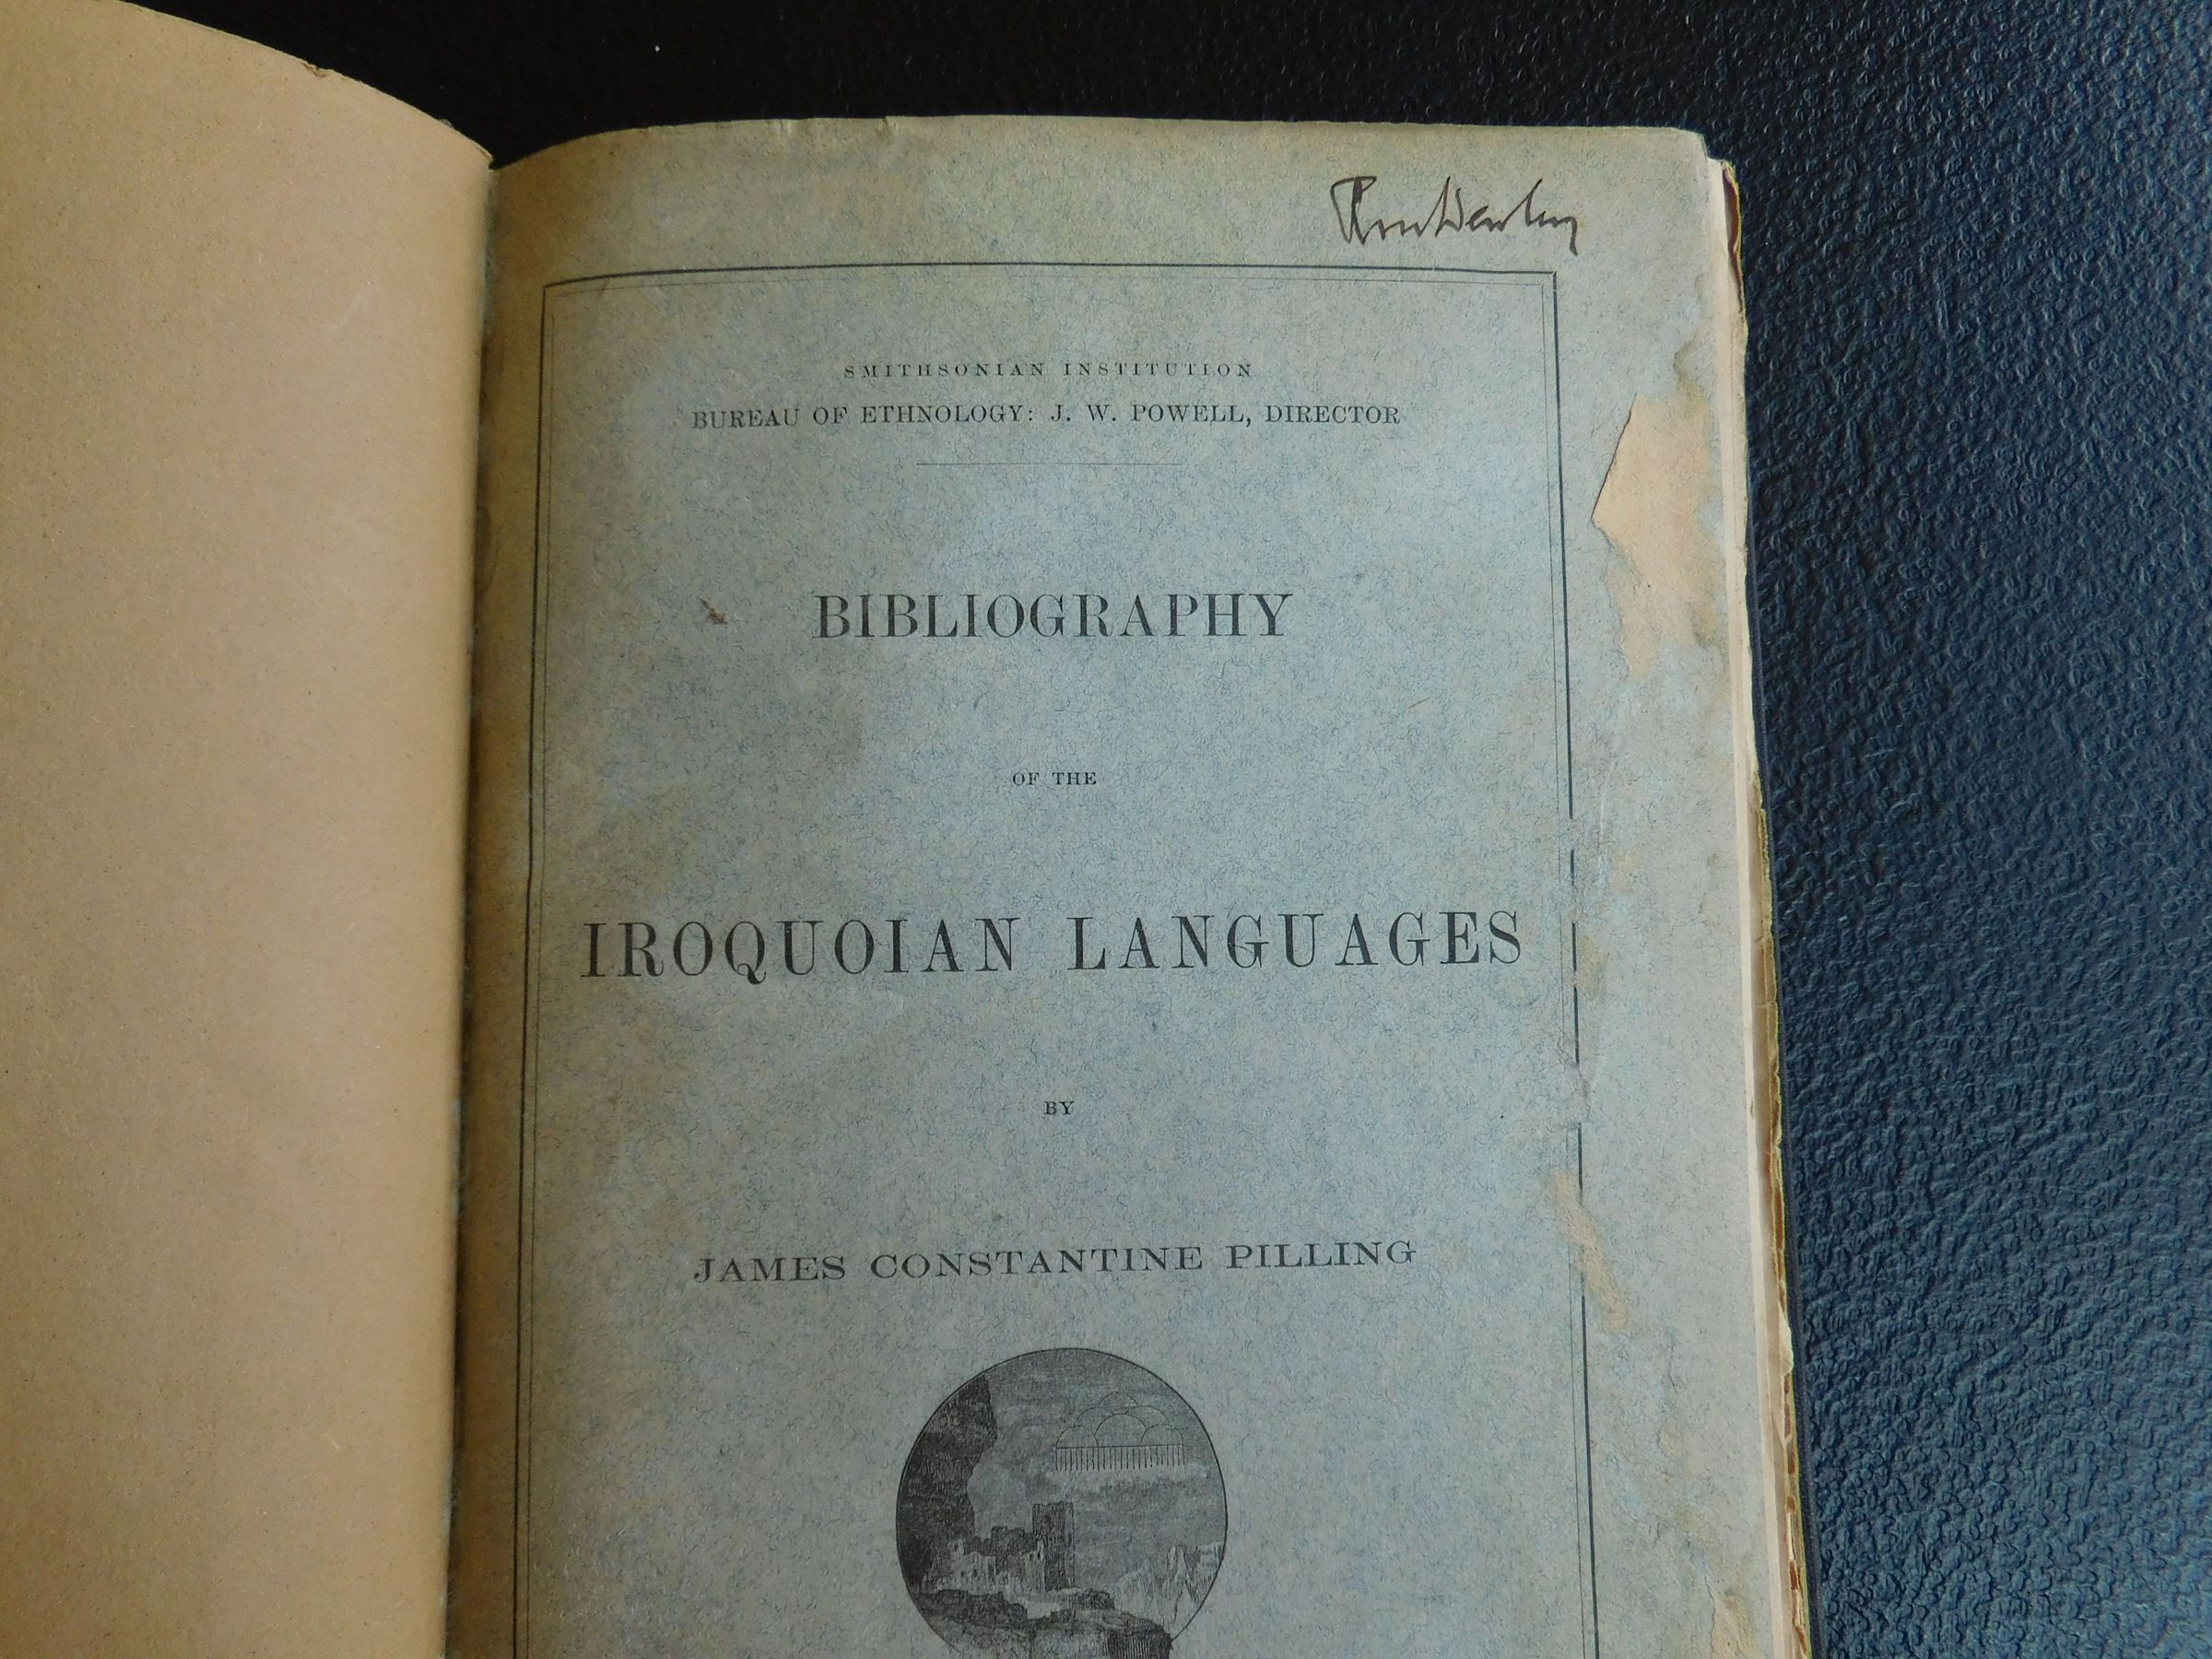 SMITHSONIAN INSTITUTION
BUREAU OF ETHNOLOGY: J. W. POWELL, DIRECTOR
BIBLIOGRAPHY
OF THE
IROQUOIAN LANGUAGES
BY
JAMES CONSTANTINE PILLING